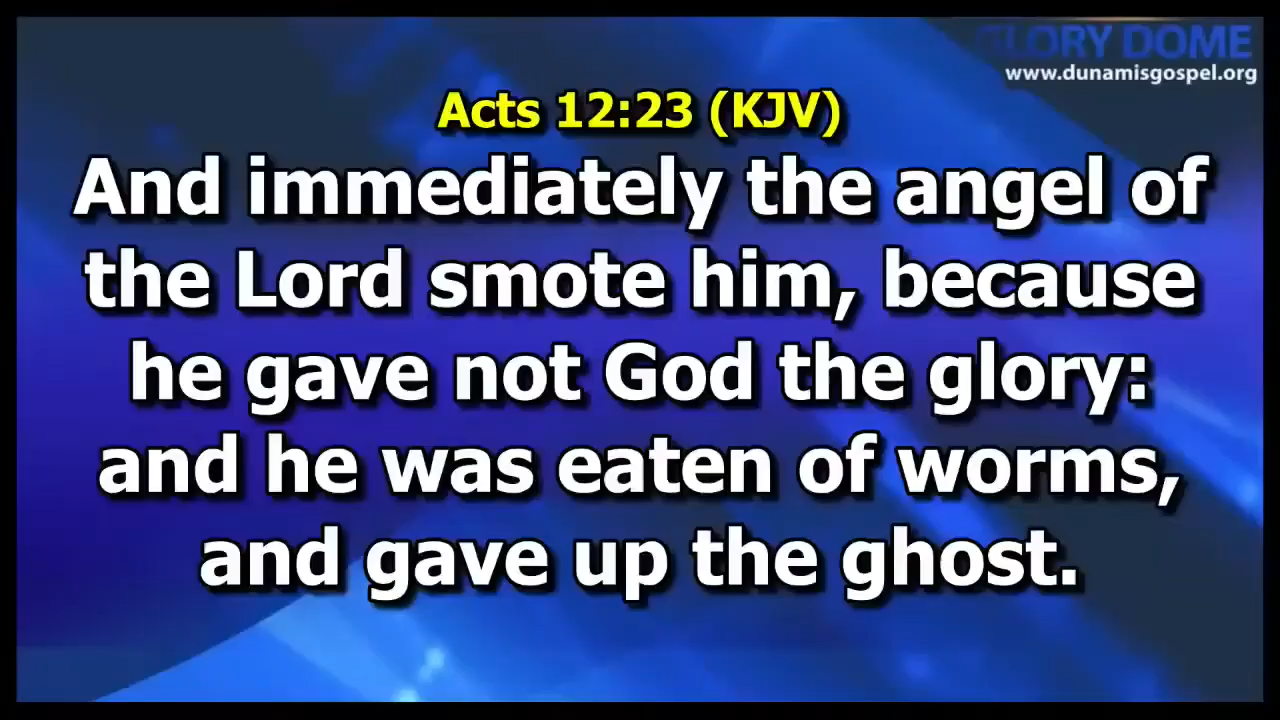 GLORY DOME
www.dunamisgospel.org
Acts 12:23 (KJV)
And immediately the angel of
the Lord smote him, because
he gave not God the glory:
and he was eaten of worms,
and gave up the ghost.